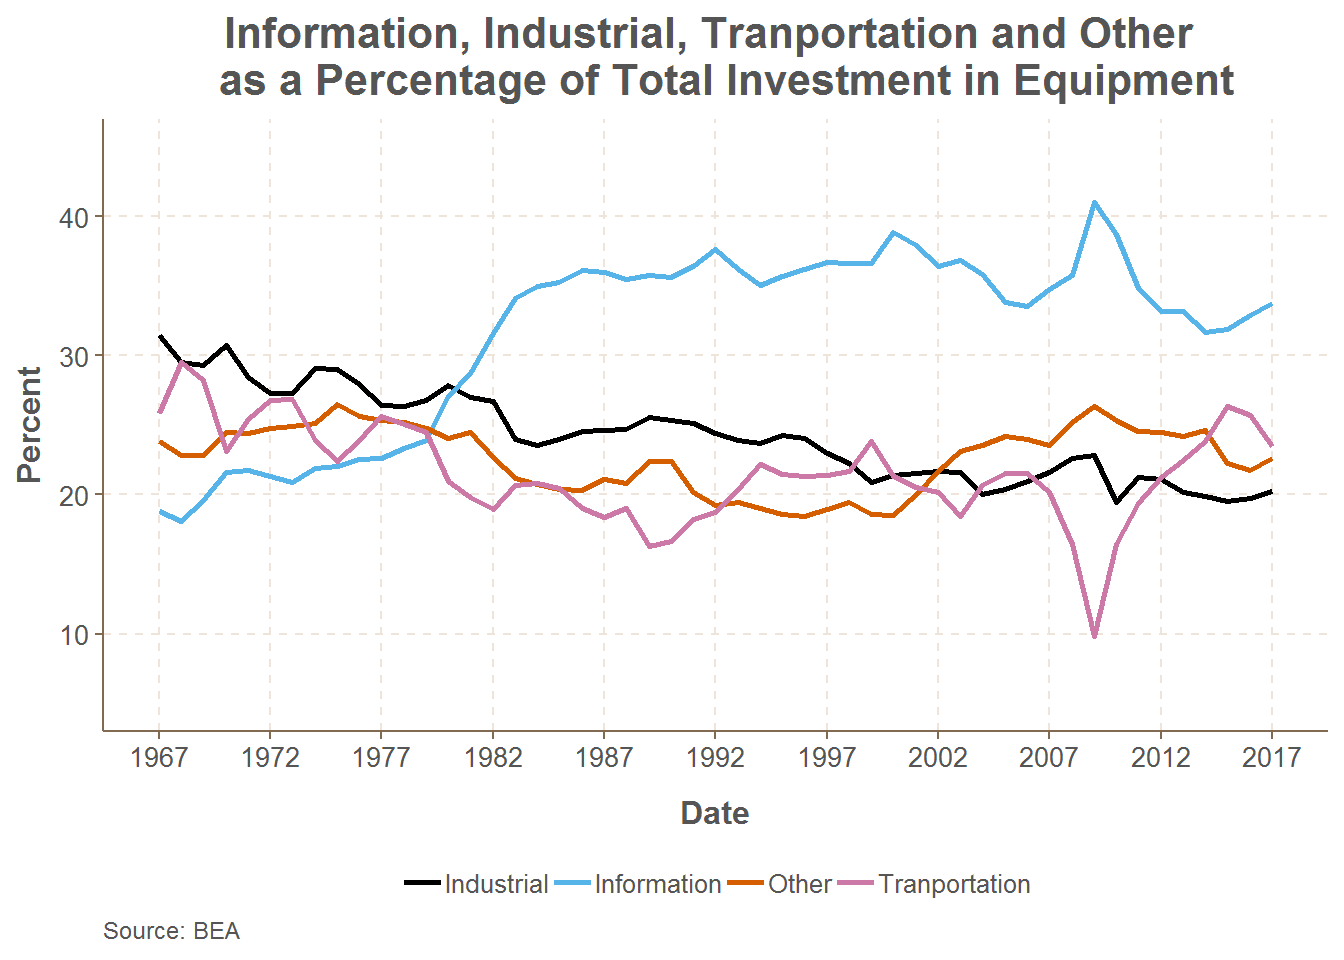 Information, Industrial, Tranportation and Other
as a Percentage of Total Investment in Equipment
Percent
40
30
20
10
1967 1972 1977 1982 1987 1992 1997 2002 2007 2012 2017
Date
Industrial Information Other Tranportation
Source: BEA